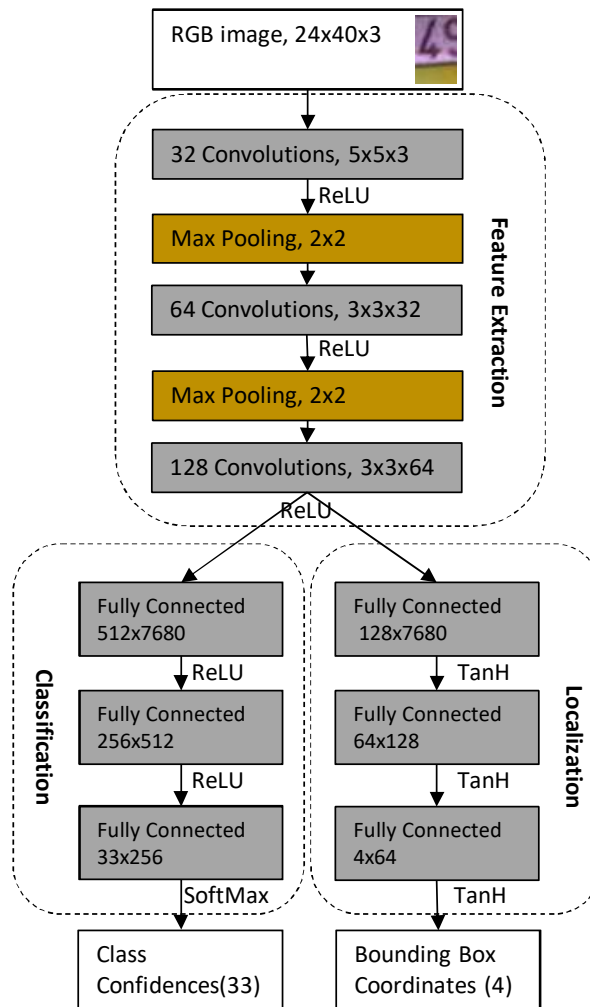 RGB image, 24x40x3
49
32 Convolutions, 5x5x3
ReLU
Max Pooling, 2x2
64 Convolutions, 3x3x32
ReLU
Max Pooling, 2x2
128 Convolutions, 3x3x64
ReLU
Feature Extraction
Fully Connected
512x7680
ReLU
Fully Connected
256x512
ReLU
Fully Connected
33x256
SoftMax
Classification
Class
Confidences(33)
Fully Connected
128x7680
TanH
Fully Connected
64x128
TanH
Fully Connected
4x64
TanH
Localization
Bounding Box
Coordinates (4)